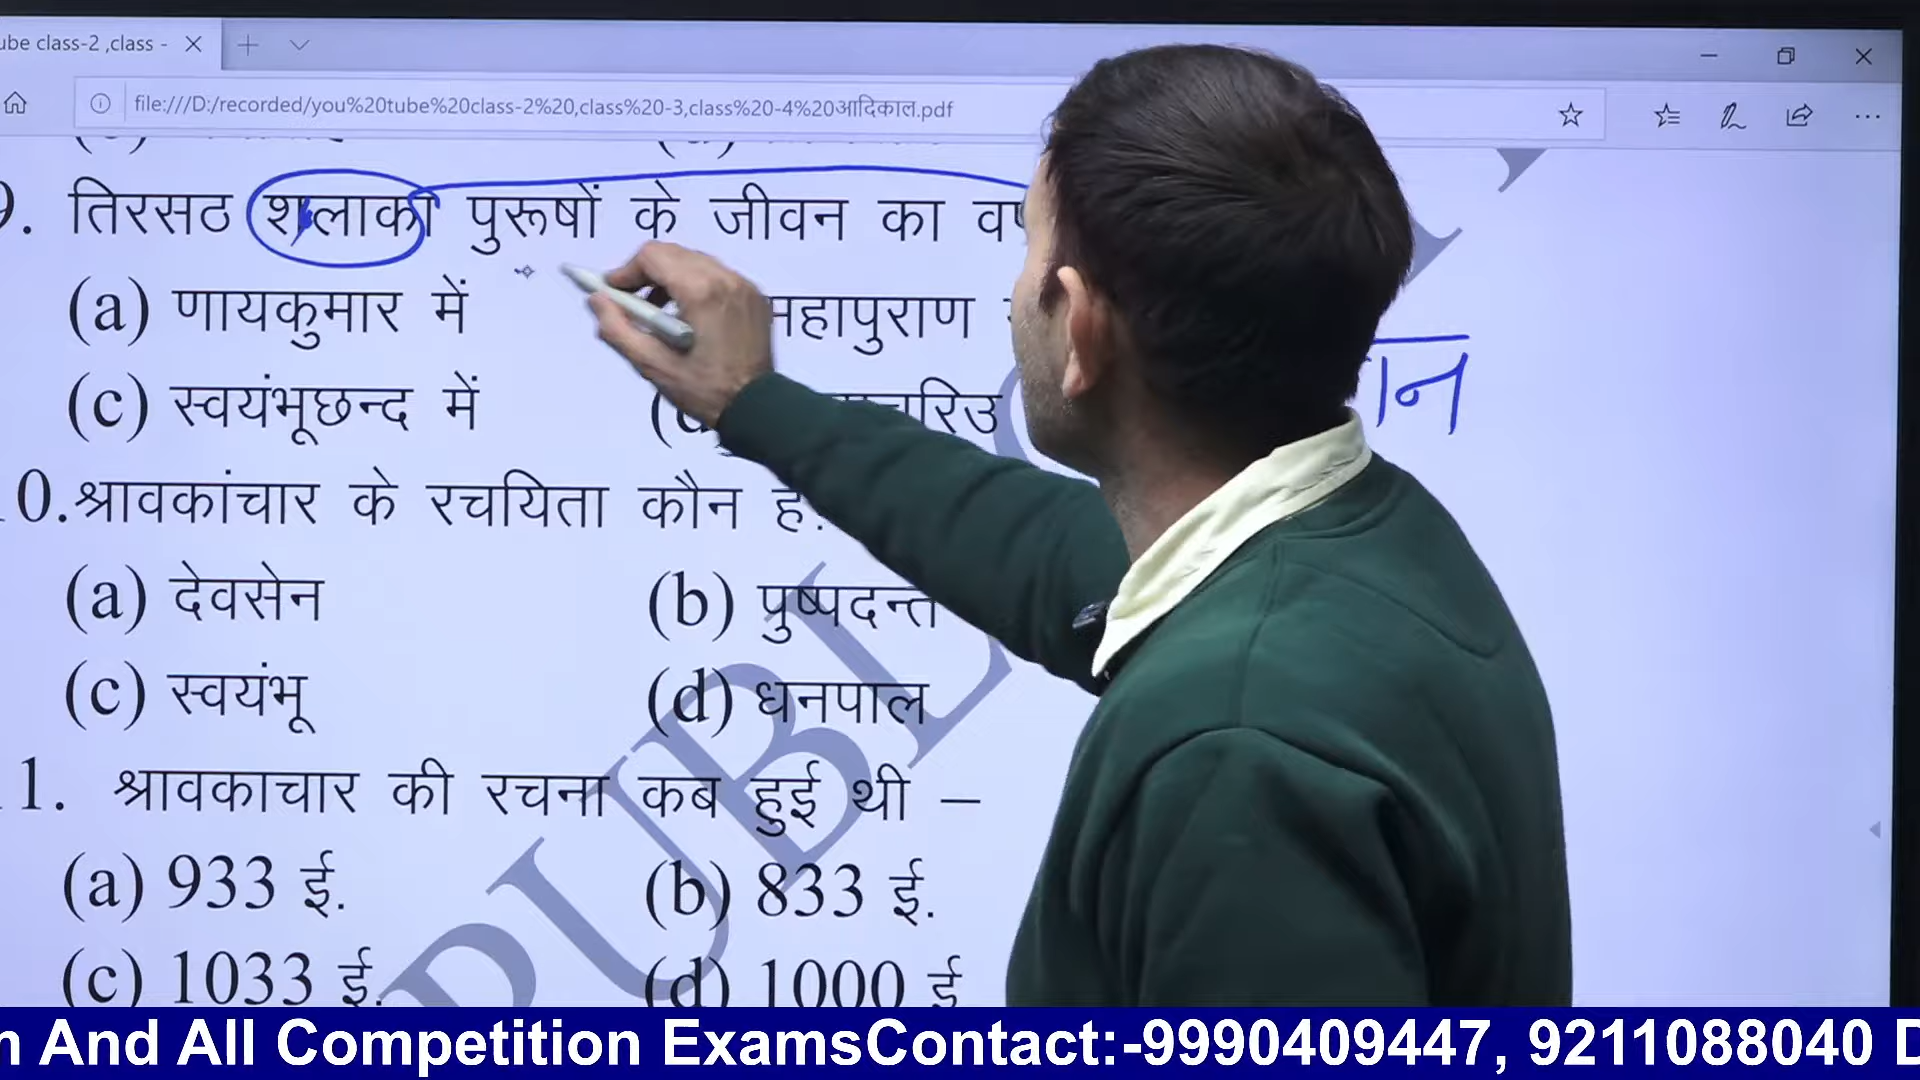 ube class-2 ,class -
file:///D:/recorded/you%20tube%20class-2%20,class%20-3,class%20-4%20आदिकाल.pdf
9. तिरसठ शलाका पुरूषों के जीवन का
(a) णायकुमार में
महापुराण
(c) स्वयंभूछन्द में
10.श्रावकांचार के रचयिता कौन
(a) देवसेन
(b) पुष्पदन्त
(c) स्वयंभू
(d) धनपाल
11. श्रावकाचार की रचना कब हुई थी –
(a) 933 ई.
(b) 833 ई.
(c) 1033 ई.
(d) 1000 ई
n And All Competition ExamsContact:-9990409447, 9211088040 D